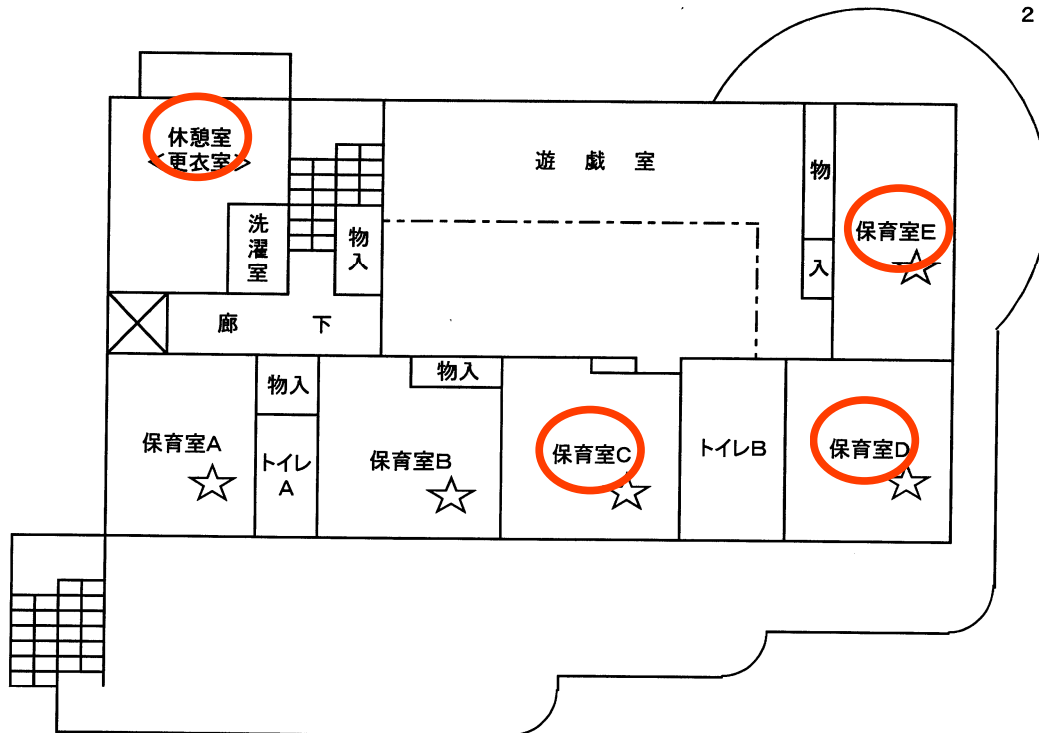 2
休憩室
<更衣室>
遊戯室
物
入
保育室E
洗
濯
室
物
入
廊下
物入
物入
保育室A
トイレ
A
保育室B
保育室C
トイレB
保育室D